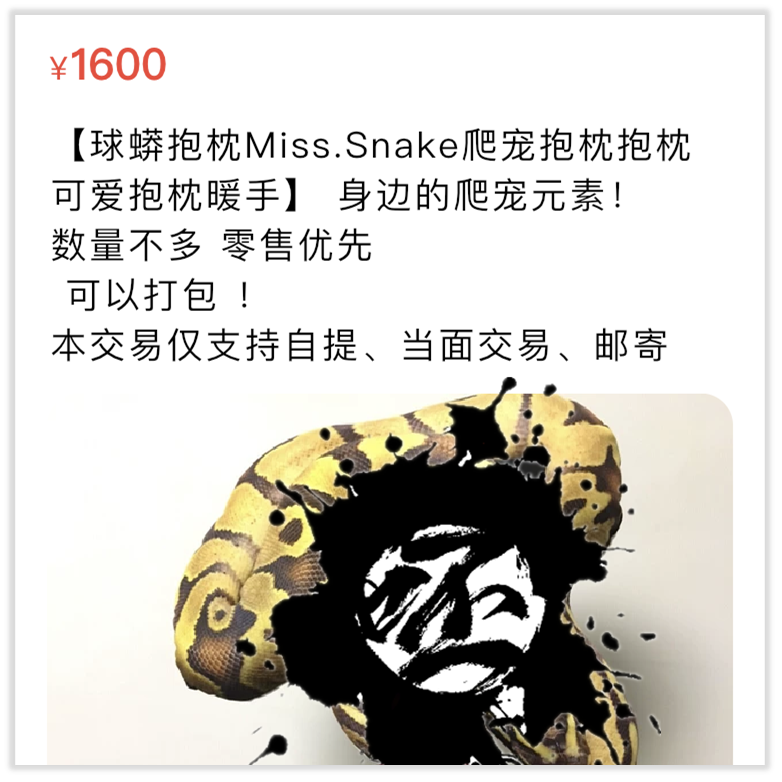 ¥1600
【球蟒抱枕Miss.Snake爬宠抱枕抱枕
可爱抱枕暖手】 身边的爬宠元素！
数量不多 零售优先
可以打包 ！
本交易仅支持自提、当面交易、邮寄